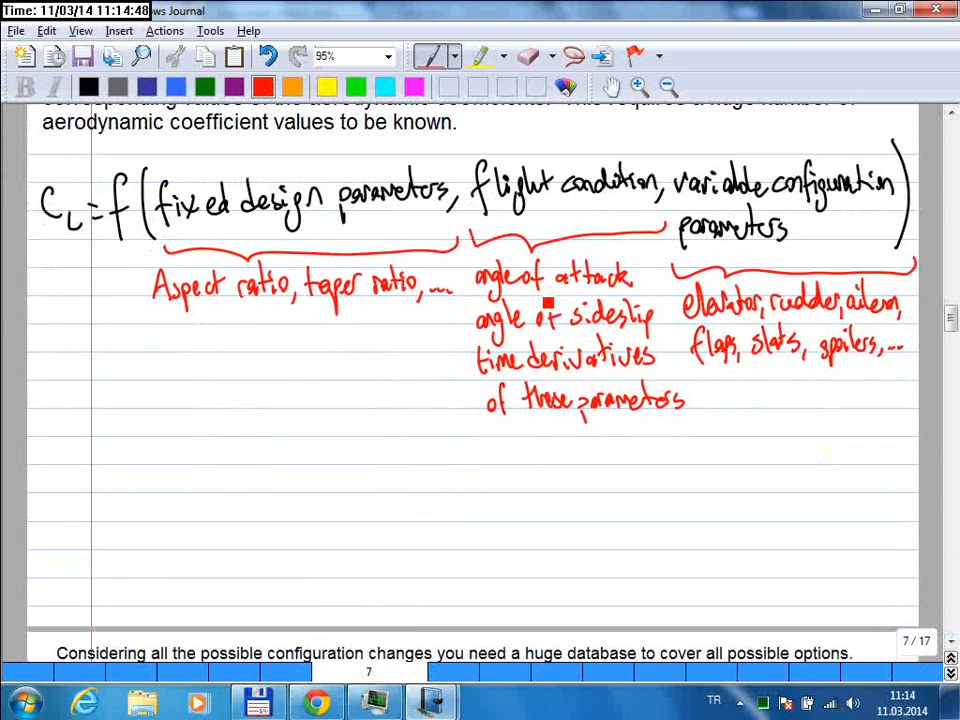 Time: 11/03/14 11:14:48
ws Journal
File Edit View Insert Actions Tools Help
95%
B I
aerodynamic coefficient values to be known.
C_L = f (fixed design parameters, flight condition, variable configuration parameters)
Aspect ratio, taper ratio, ...
angle of attack
angle of sideslip
time derivatives
of these parameters
elevator, rudder, ailern,
flaps, slats, spoilers, ...
7 / 17
Considering all the possible configuration changes you need a huge database to cover all possible options.
7
TR
11:14
11.03.2014